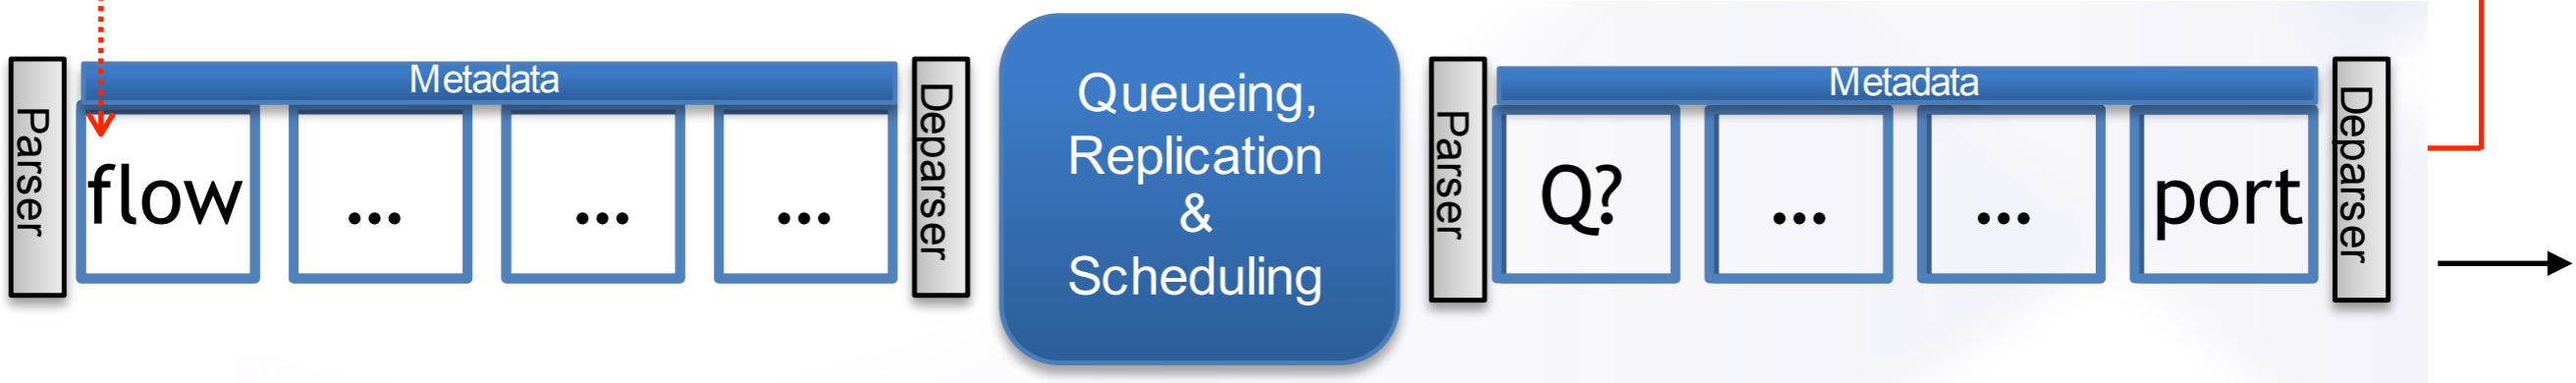 Parser
Metadata
flow
...
...
...
Deparser
Queueing,
Replication
&
Scheduling
Parser
Metadata
Q?
...
...
port
Deparser